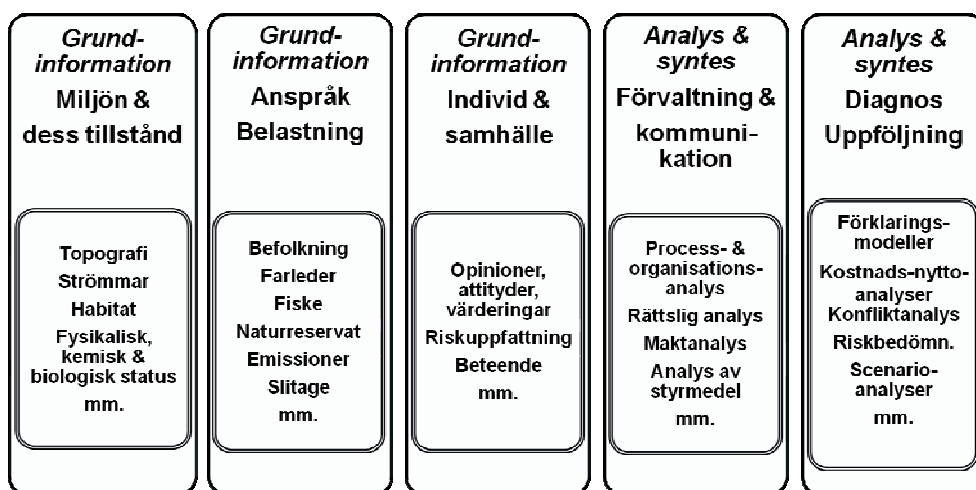 Grund-
information
Miljön &
dess tillstånd
Topografi
Strömmar
Habitat
Fysikalisk,
kemisk &
biologisk status
mm.
Grund-
information
Anspråk
Belastning
Befolkning
Farleder
Fiske
Naturreservat
Emissioner
Slitage
mm.
Grund-
information
Individ &
samhälle
Opinioner,
attityder,
värderingar
Riskuppfattning
Beteende
mm.
Analys &
syntes
Förvaltning &
kommuni-
kation
Process- &
organisations-
analys
Rättslig analys
Maktanalys
Analys av
styrmedel
mm.
Analys &
syntes
Diagnos
Uppföljning
Förklarings-
modeller
Kostnads-nytto-
analyser
Konfliktanalys
Riskbedömn.
Scenario-
analyser
mm.